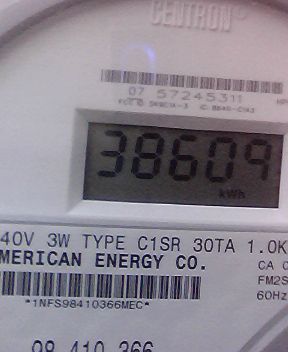 CENTRON®
07 57245311
38609
kWh
40V 3W TYPE C1SR 30TA 1.0K
MERICAN ENERGY CO.
CA 0
FM2S
60Hz
*1NFS98410366MEC*
98 410 366